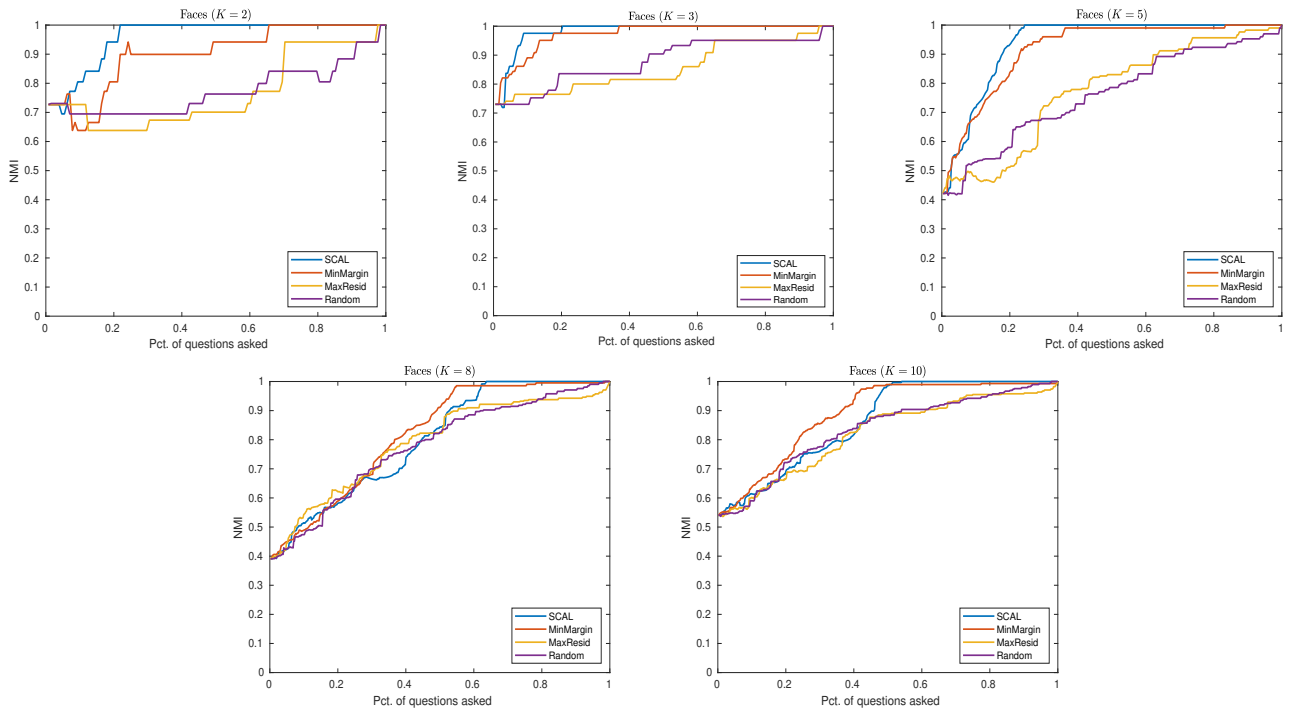 Faces (K = 2)
1
0.9
0.8
0.7
0.6
0.5
0.4
0.3
0.2
0.1
0
NMI
SCAL
MinMargin
MaxResid
Random
0 0.2 0.4 0.6 0.8 1
Pct. of questions asked
Faces (K = 3)
1
0.9
0.8
0.7
0.6
0.5
0.4
0.3
0.2
0.1
0
NMI
SCAL
MinMargin
MaxResid
Random
0 0.2 0.4 0.6 0.8 1
Pct. of questions asked
Faces (K = 5)
1
0.9
0.8
0.7
0.6
0.5
0.4
0.3
0.2
0.1
0
NMI
SCAL
MinMargin
MaxResid
Random
0 0.2 0.4 0.6 0.8 1
Pct. of questions asked
Faces (K = 8)
1
0.9
0.8
0.7
0.6
0.5
0.4
0.3
0.2
0.1
0
NMI
SCAL
MinMargin
MaxResid
Random
0 0.2 0.4 0.6 0.8 1
Pct. of questions asked
Faces (K = 10)
1
0.9
0.8
0.7
0.6
0.5
0.4
0.3
0.2
0.1
0
NMI
SCAL
MinMargin
MaxResid
Random
0 0.2 0.4 0.6 0.8 1
Pct. of questions asked